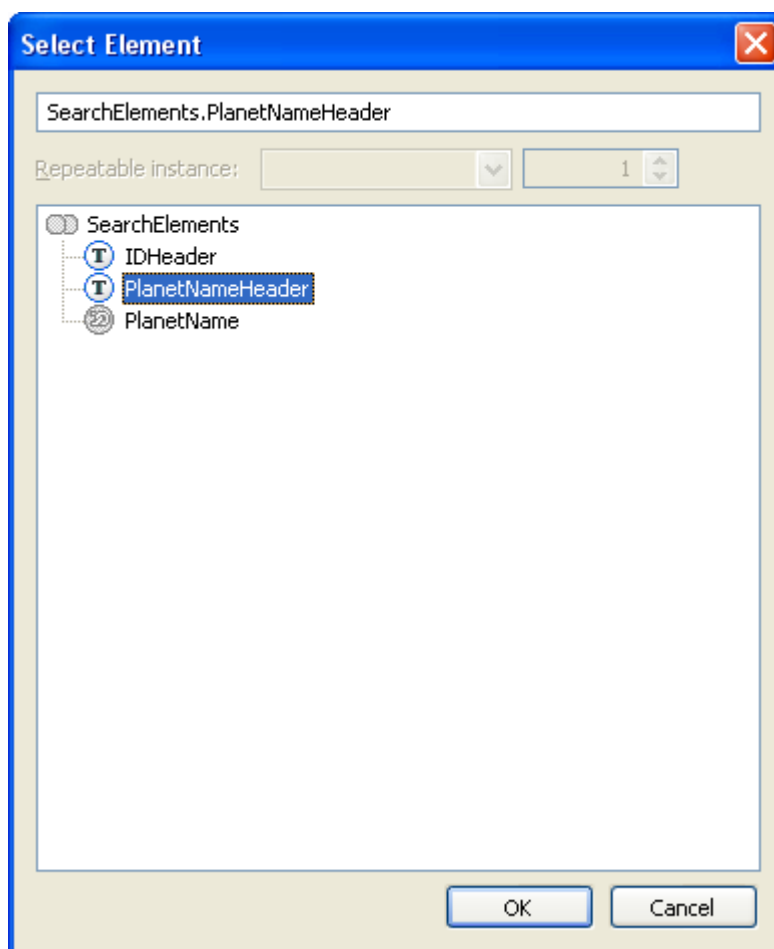 Select Element
SearchElements.PlanetNameHeader
Repeatable instance: 1
SearchElements
T IDHeader
T PlanetNameHeader
PlanetName
OK Cancel